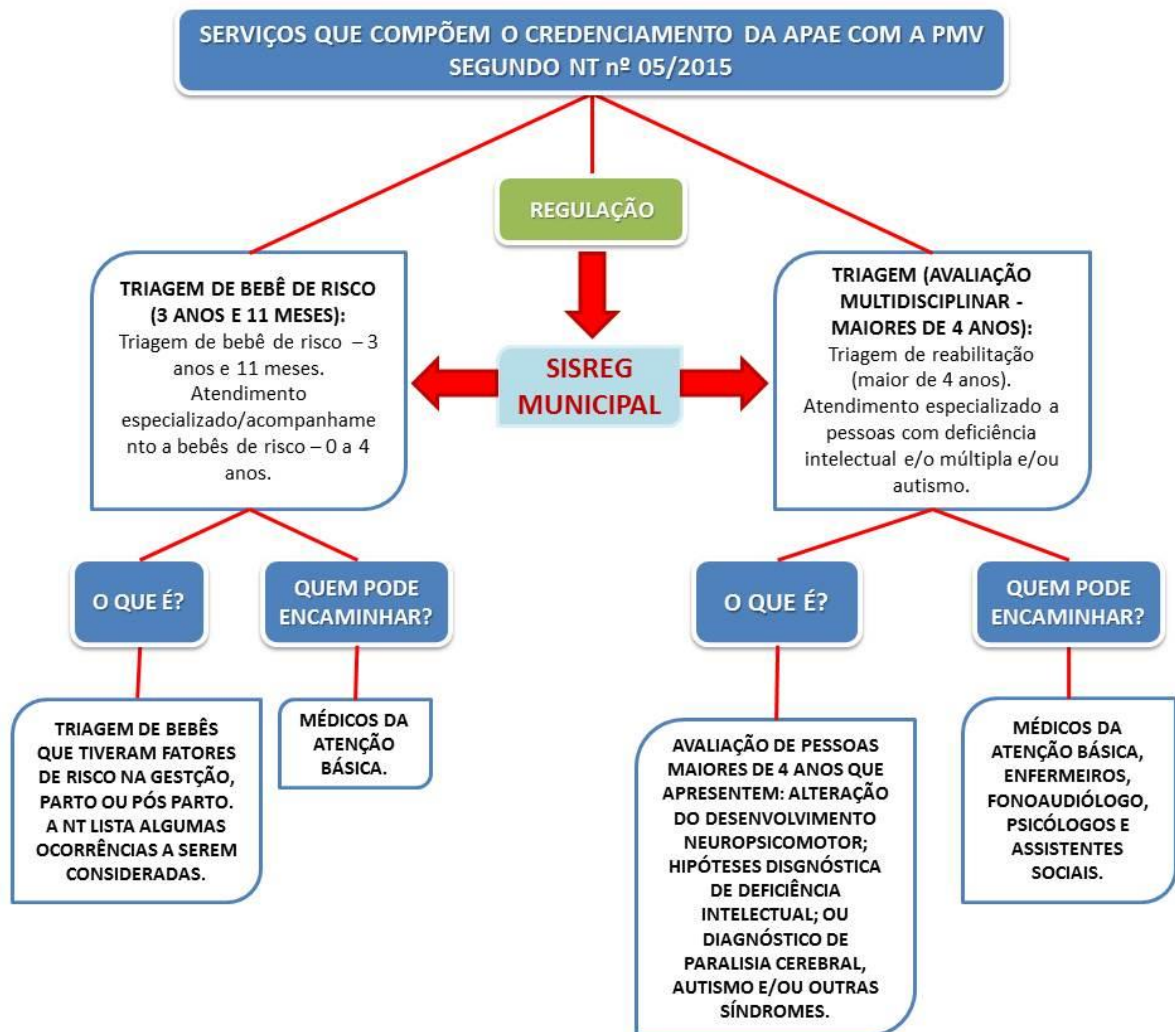 SERVIÇOS QUE COMPÕEM O CREDENCIAMENTO DA APAE COM A PMV
SEGUNDO NT nº 05/2015
REGULAÇÃO
TRIAGEM DE BEBÊ DE RISCO
(3 ANOS E 11 MESES):
Triagem de bebê de risco – 3
anos e 11 meses.
Atendimento
especializado/acompanhame
nto a bebês de risco – 0 a 4
anos.
SISREG
MUNICIPAL
TRIAGEM (AVALIAÇÃO
MULTIDISCIPLINAR -
MAIORES DE 4 ANOS):
Triagem de reabilitação
(maior de 4 anos).
Atendimento especializado a
pessoas com deficiência
intelectual e/o múltipla e/ou
autismo.
O QUE É?
QUEM PODE
ENCAMINHAR?
O QUE É?
QUEM PODE
ENCAMINHAR?
TRIAGEM DE BEBÊS
QUE TIVERAM FATORES
DE RISCO NA GESTÇÃO,
PARTO OU PÓS PARTO.
A NT LISTA ALGUMAS
OCORRÊNCIAS A SEREM
CONSIDERADAS.
MÉDICOS DA
ATENÇÃO
BÁSICA.
AVALIAÇÃO DE PESSOAS
MAIORES DE 4 ANOS QUE
APRESENTEM: ALTERAÇÃO
DO DESENVOLVIMENTO
NEUROPSICOMOTOR;
HIPÓTESES DISGNÓSTICA
DE DEFICIÊNCIA
INTELECTUAL; OU
DIAGNÓSTICO DE
PARALISIA CEREBRAL,
AUTISMO E/OU OUTRAS
SÍNDROMES.
MÉDICOS DA
ATENÇÃO BÁSICA,
ENFERMEIROS,
FONOAUDIÓLOGO,
PSICÓLOGOS E
ASSISTENTES
SOCIAIS.